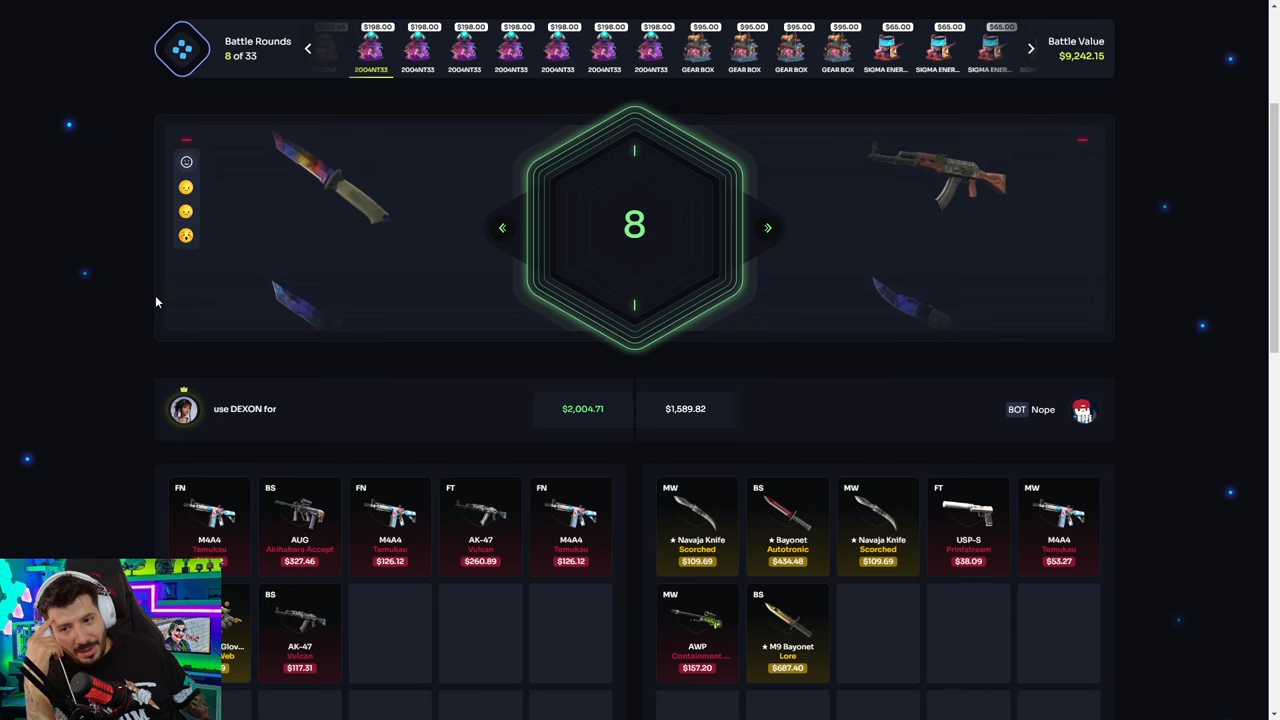 Battle Rounds
8 of 33
$198.00 $198.00 $198.00 $198.00 $198.00 $198.00 $198.00 $95.00 $95.00 $95.00 $95.00 $65.00 $65.00 $65.00
2004NT33 2004NT33 2004NT33 2004NT33 2004NT33 2004NT33 2004NT33 GEAR BOX GEAR BOX GEAR BOX GEAR BOX SIGMA ENER... SIGMA ENER... SIGMA ENER...
Battle Value
$9,242.15
8
use DEXON for
$2,004.71
$1,589.82
BOT Nope
FN BS FN FT FN
M4A4 AUG M4A4 AK-47 M4A4
Temukau Akihabara Accept Temukau Vulcan Temukau
$327.46 $126.12 $260.89 $126.12
MW BS MW FT MW
★ Navaja Knife ★ Bayonet ★ Navaja Knife USP-S M4A4
Scorched Autotronic Scorched Printstream Temukau
$109.69 $434.48 $109.69 $38.09 $53.27
BS
AK-47
Vulcan
$117.31
MW BS
AWP ★ M9 Bayonet
Containment ... Lore
$157.20 $687.40